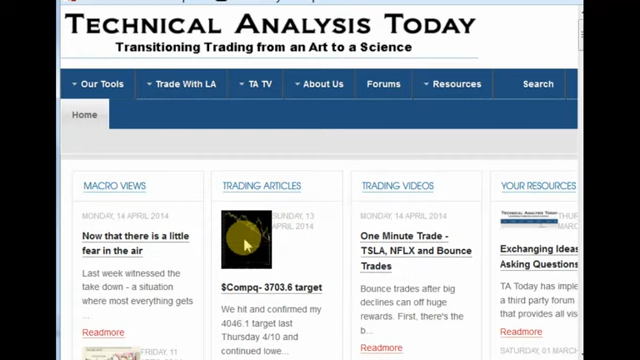 TECHNICAL ANALYSIS TODAY
Transitioning Trading from an Art to a Science
Our Tools
Trade With LA
TA TV
About Us
Forums
Resources
Search
Home
MACRO VIEWS
MONDAY, 14 APRIL 2014
Now that there is a little
fear in the air
Last week witnessed the
take down - a situation
where most everything gets
...
Readmore
FRIDAY, 11
TRADING ARTICLES
SUNDAY, 13
APRIL 2014
$Compq- 3703.6 target
We hit and confirmed my
4046.1 target last
Thursday 4/10 and
continued lowe...
TRADING VIDEOS
MONDAY, 14 APRIL 2014
One Minute Trade -
TSLA, NFLX and Bounce
Trades
Bounce trades after big
declines can off huge
rewards. First, there's the
b...
Readmore
YOUR RESOURCES
TECHNICAL ANALYSIS TODAY
Exchanging Ideas
Asking Questions
TA Today has imple
a third party forum
...
Readmore
SATURDAY, 01 MARC